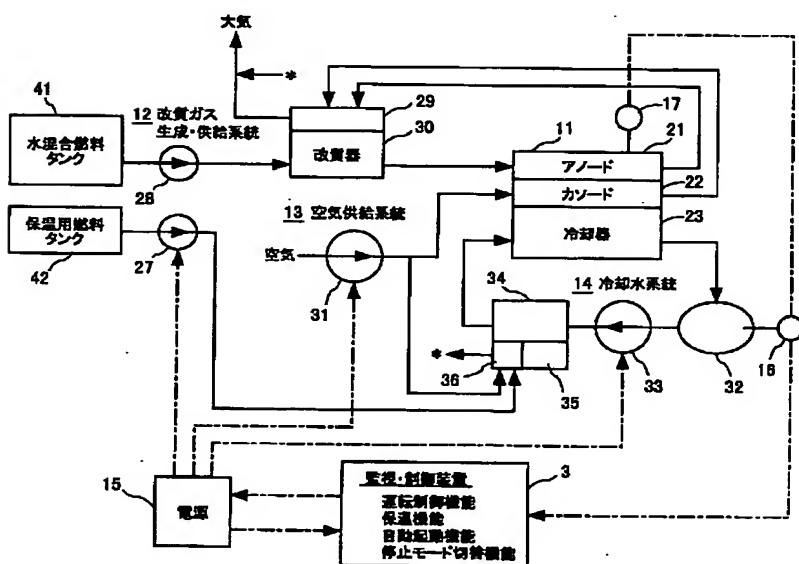 大気
*
41
水混合燃料
タンク
12 改質ガス
生成・供給系統
28
29
30
改質器
11
17
21
アノード
22
カソード
23
冷却器
保温用燃料
タンク
42
27
13 空気供給系統
空気
31
34
14 冷却水系統
*
36
35
33
32
16
15
電源
3
監視・制御装置
運転制御機能
保温機能
自動起動機能
停止モード切替機能